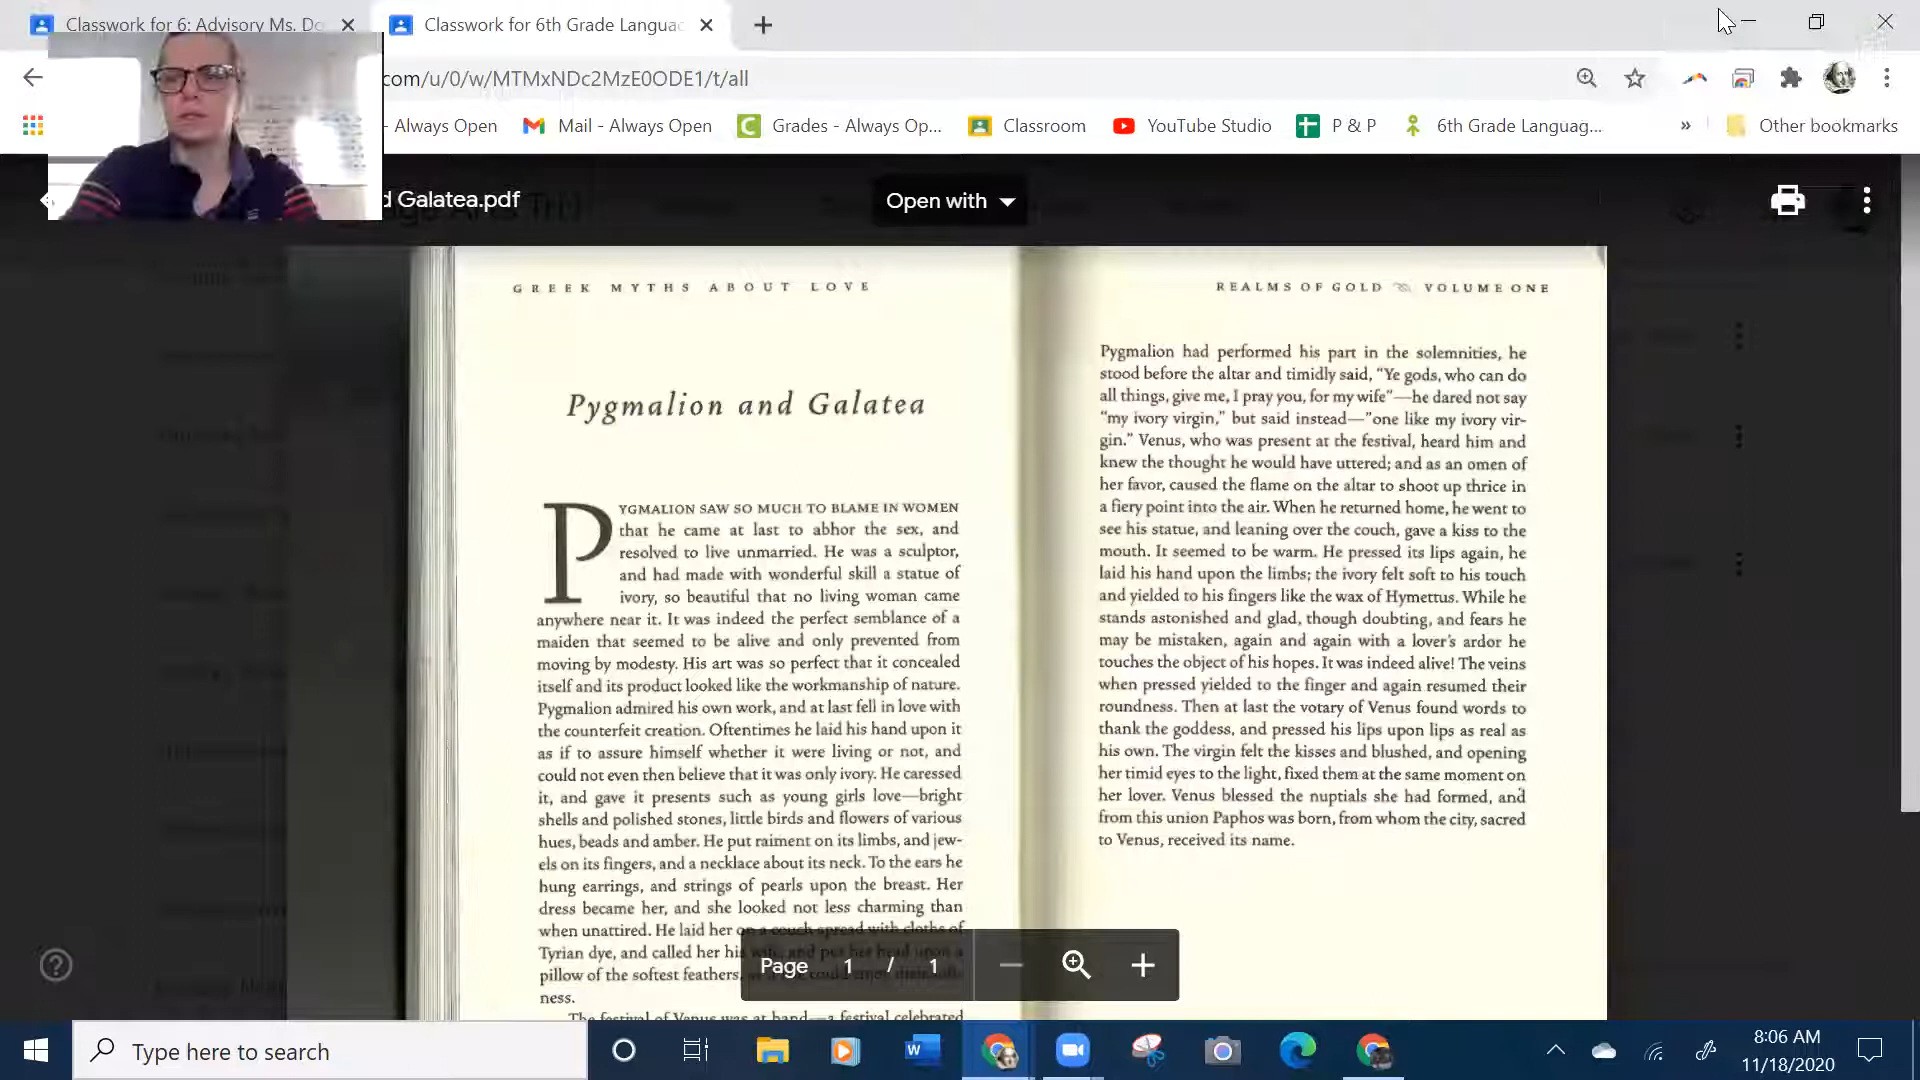 Classwork for 6: Advisory Ms. Do
Classwork for 6th Grade Languag
com/u/0/w/MTMxNDc2MzE0ODE1/t/all
- Always Open
Mail - Always Open
Grades - Always Op...
Classroom
YouTube Studio
P & P
6th Grade Languag...
»
Other bookmarks
d Galatea.pdf
Open with
GREEK MYTHS ABOUT LOVE
Pygmalion and Galatea
PYGMALION SAW SO MUCH TO BLAME IN WOMEN
that he came at last to abhor the sex, and
resolved to live unmarried. He was a sculptor,
and had made with wonderful skill a statue of
ivory, so beautiful that no living woman came
anywhere near it. It was indeed the perfect semblance of a
maiden that seemed to be alive and only prevented from
moving by modesty. His art was so perfect that it concealed
itself and its product looked like the workmanship of nature.
Pygmalion admired his own work, and at last fell in love with
the counterfeit creation. Oftentimes he laid his hand upon it
as if to assure himself whether it were living or not, and
could not even then believe that it was only ivory. He caressed
it, and gave it presents such as young girls love—bright
shells and polished stones, little birds and flowers of various
hues, beads and amber. He put raiment on its limbs, and jew-
els on its fingers, and a necklace about its neck. To the ears he
hung earrings, and strings of pearls upon the breast. Her
dress became her, and she looked not less charming than
when unattired. He laid her on a couch spread with cloths of
Tyrian dye, and called her his wife, and put her head upon a
pillow of the softest feathers,
ness.
The festival of Venus was at hand—a festival celebrated
REALMS OF GOLD VOLUME ONE
Pygmalion had performed his part in the solemnities, he
stood before the altar and timidly said, "Ye gods, who can do
all things, give me, I pray you, for my wife"—he dared not say
"my ivory virgin," but said instead—"one like my ivory vir-
gin." Venus, who was present at the festival, heard him and
knew the thought he would have uttered; and as an omen of
her favor, caused the flame on the altar to shoot up thrice in
a fiery point into the air. When he returned home, he went to
see his statue, and leaning over the couch, gave a kiss to the
mouth. It seemed to be warm. He pressed its lips again, he
laid his hand upon the limbs; the ivory felt soft to his touch
and yielded to his fingers like the wax of Hymettus. While he
stands astonished and glad, though doubting, and fears he
may be mistaken, again and again with a lover's ardor he
touches the object of his hopes. It was indeed alive! The veins
when pressed yielded to the finger and again resumed their
roundness. Then at last the votary of Venus found words to
thank the goddess, and pressed his lips upon lips as real as
his own. The virgin felt the kisses and blushed, and opening
her timid eyes to the light, fixed them at the same moment on
her lover. Venus blessed the nuptials she had formed, and
from this union Paphos was born, from whom the city, sacred
to Venus, received its name.
Page 1 / 1
Type here to search
8:06 AM
11/18/2020